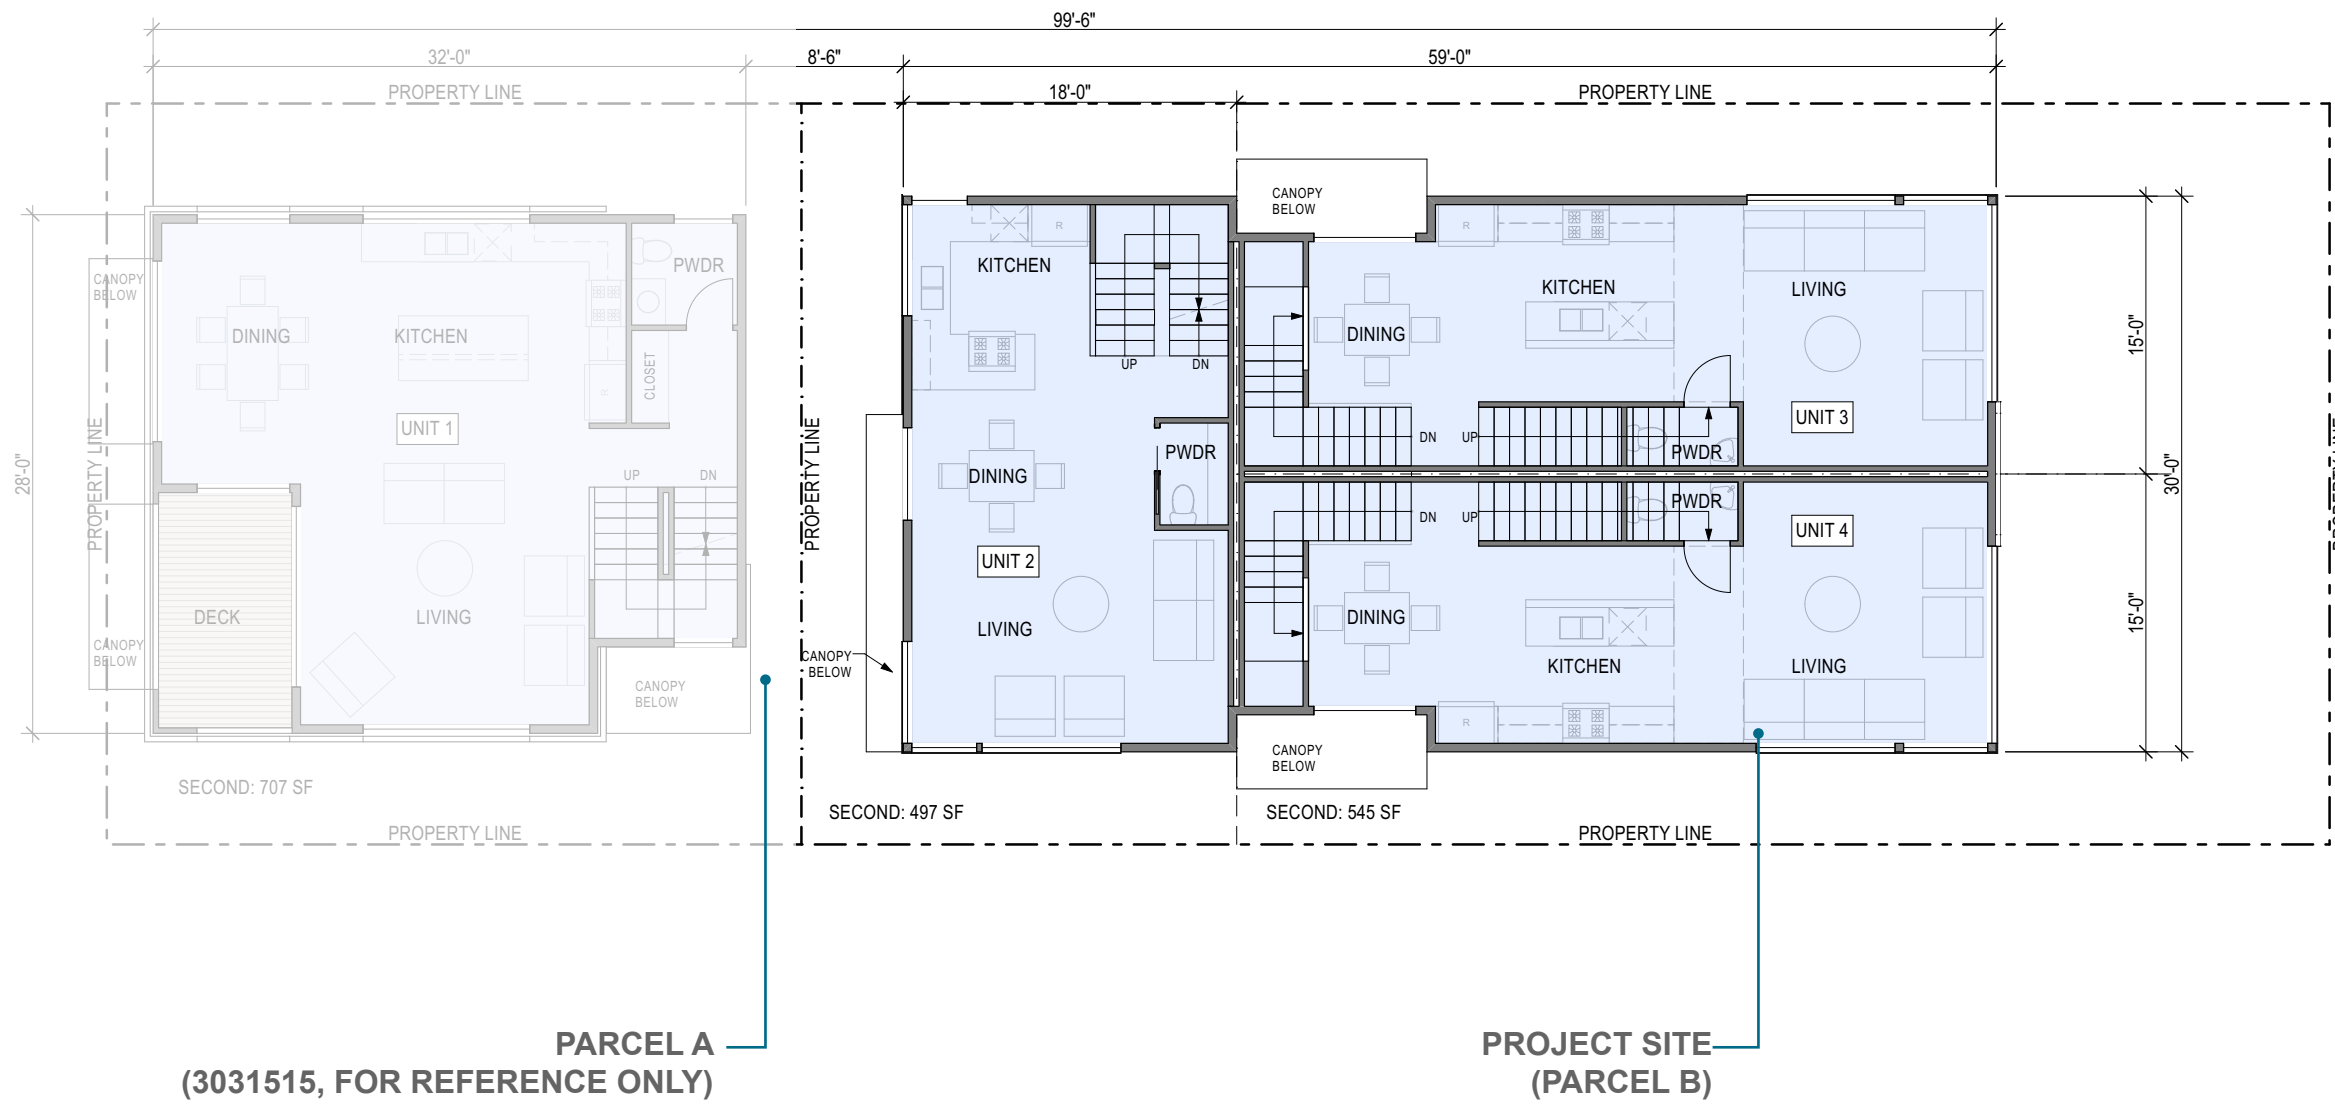 99'-6"
32'-0"
8'-6"
59'-0"
PROPERTY LINE
18'-0"
PROPERTY LINE
CANOPY
BELOW
CANOPY
BELOW
PWDR
KITCHEN
R
R
KITCHEN
LIVING
DINING
KITCHEN
DINING
15'-0"
UP
DN
CLOSET
R
UNIT 1
UNIT 3
PROPERTY LINE
PROPERTY LINE
PROPERTY LINE
28'-0"
30'-0"
DN
UP
PWDR
PWDR
DINING
UP
DN
PWDR
DN
UP
UNIT 4
UNIT 2
DECK
LIVING
LIVING
DINING
15'-0"
CANOPY
BELOW
CANOPY
BELOW
KITCHEN
LIVING
CANOPY
BELOW
R
CANOPY
BELOW
SECOND: 707 SF
SECOND: 497 SF
SECOND: 545 SF
PROPERTY LINE
PROPERTY LINE
PARCEL A
(3031515, FOR REFERENCE ONLY)
PROJECT SITE
(PARCEL B)